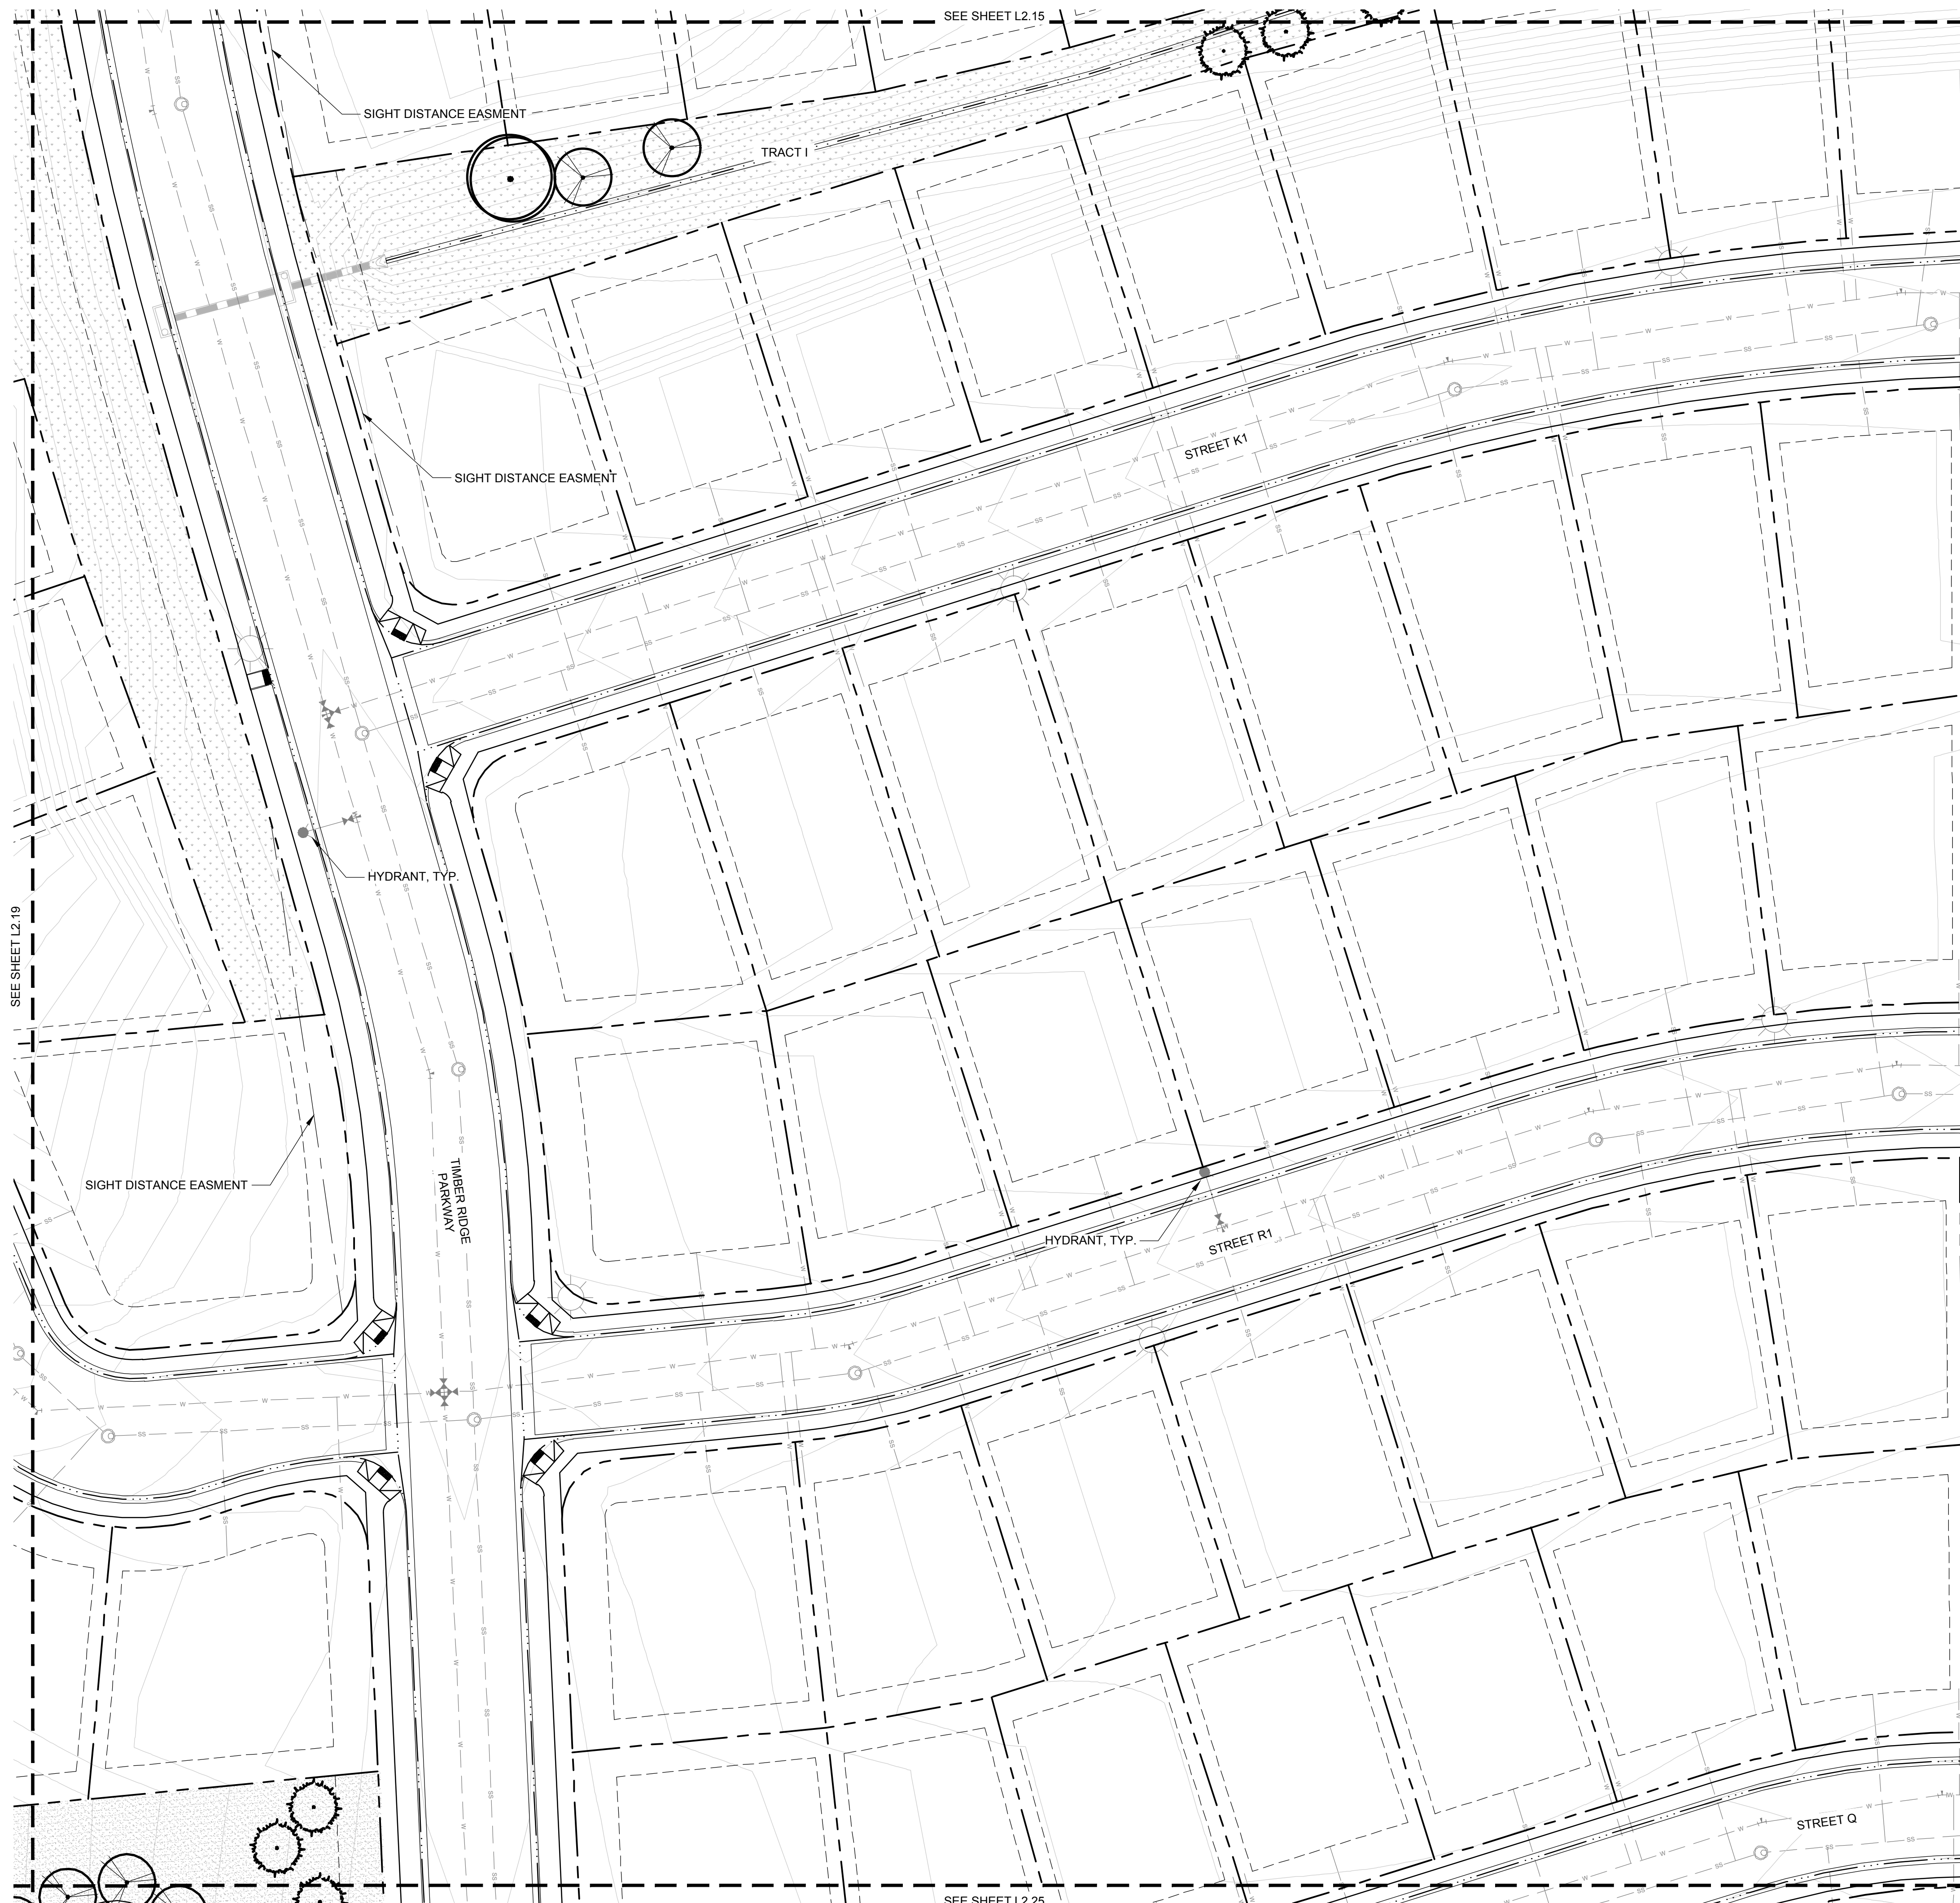 SEE SHEET L2.15
SIGHT DISTANCE EASMENT
TRACT I
STREET K1
SIGHT DISTANCE EASMENT
HYDRANT, TYP.
SEE SHEET L2.19
SIGHT DISTANCE EASMENT
TIMBER RIDGE
PARKWAY
HYDRANT, TYP.
STREET R1
STREET Q
SEE SHEET L2.25